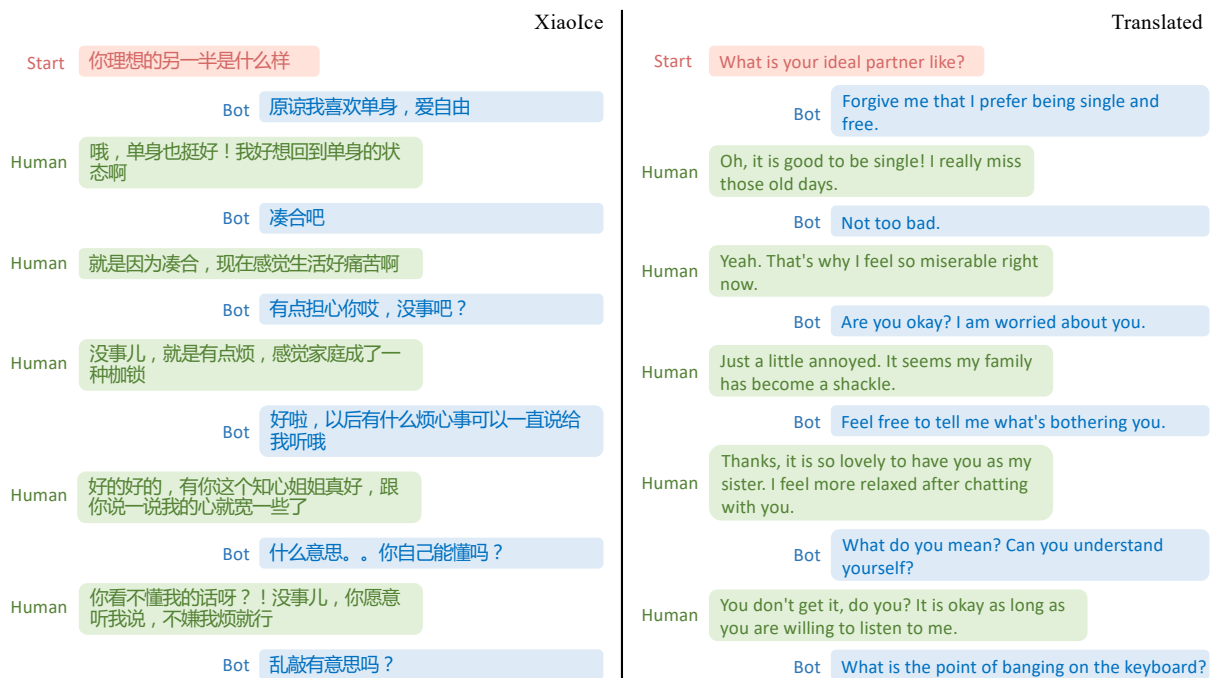 XiaoIce
Start
你理想的另一半是什么样
Bot
原谅我喜欢单身，爱自由
Human
哦，单身也挺好！我好想回到单身的状
态啊
Bot
凑合吧
Human
就是因为凑合，现在感觉生活好痛苦啊
Bot
有点担心你哎，没事吧？
Human
没事儿，就是有点烦，感觉家庭成了一
种枷锁
Bot
好啦，以后有什么烦心事可以一直说给
我听哦
Human
好的好的，有你这个知心姐姐真好，跟
你说一说我的心就宽一些了
Bot
什么意思。。你自己能懂吗？
Human
你看不懂我的话呀？！没事儿，你愿意
听我说，不嫌我烦就行
Bot
乱敲有意思吗？
Translated
Start
What is your ideal partner like?
Bot
Forgive me that I prefer being single and
free.
Human
Oh, it is good to be single! I really miss
those old days.
Bot
Not too bad.
Human
Yeah. That's why I feel so miserable right
now.
Bot
Are you okay? I am worried about you.
Human
Just a little annoyed. It seems my family
has become a shackle.
Bot
Feel free to tell me what's bothering you.
Human
Thanks, it is so lovely to have you as my
sister. I feel more relaxed after chatting
with you.
Bot
What do you mean? Can you understand
yourself?
Human
You don't get it, do you? It is okay as long as
you are willing to listen to me.
Bot
What is the point of banging on the keyboard?